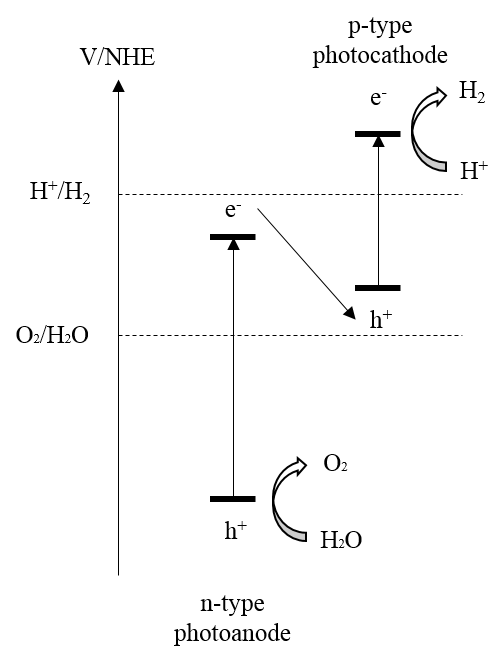 p-type
photocathode
V/NHE
H₂
e⁻
H⁺
H⁺/H₂
e⁻
h⁺
O₂/H₂O
O₂
h⁺
H₂O
n-type
photoanode